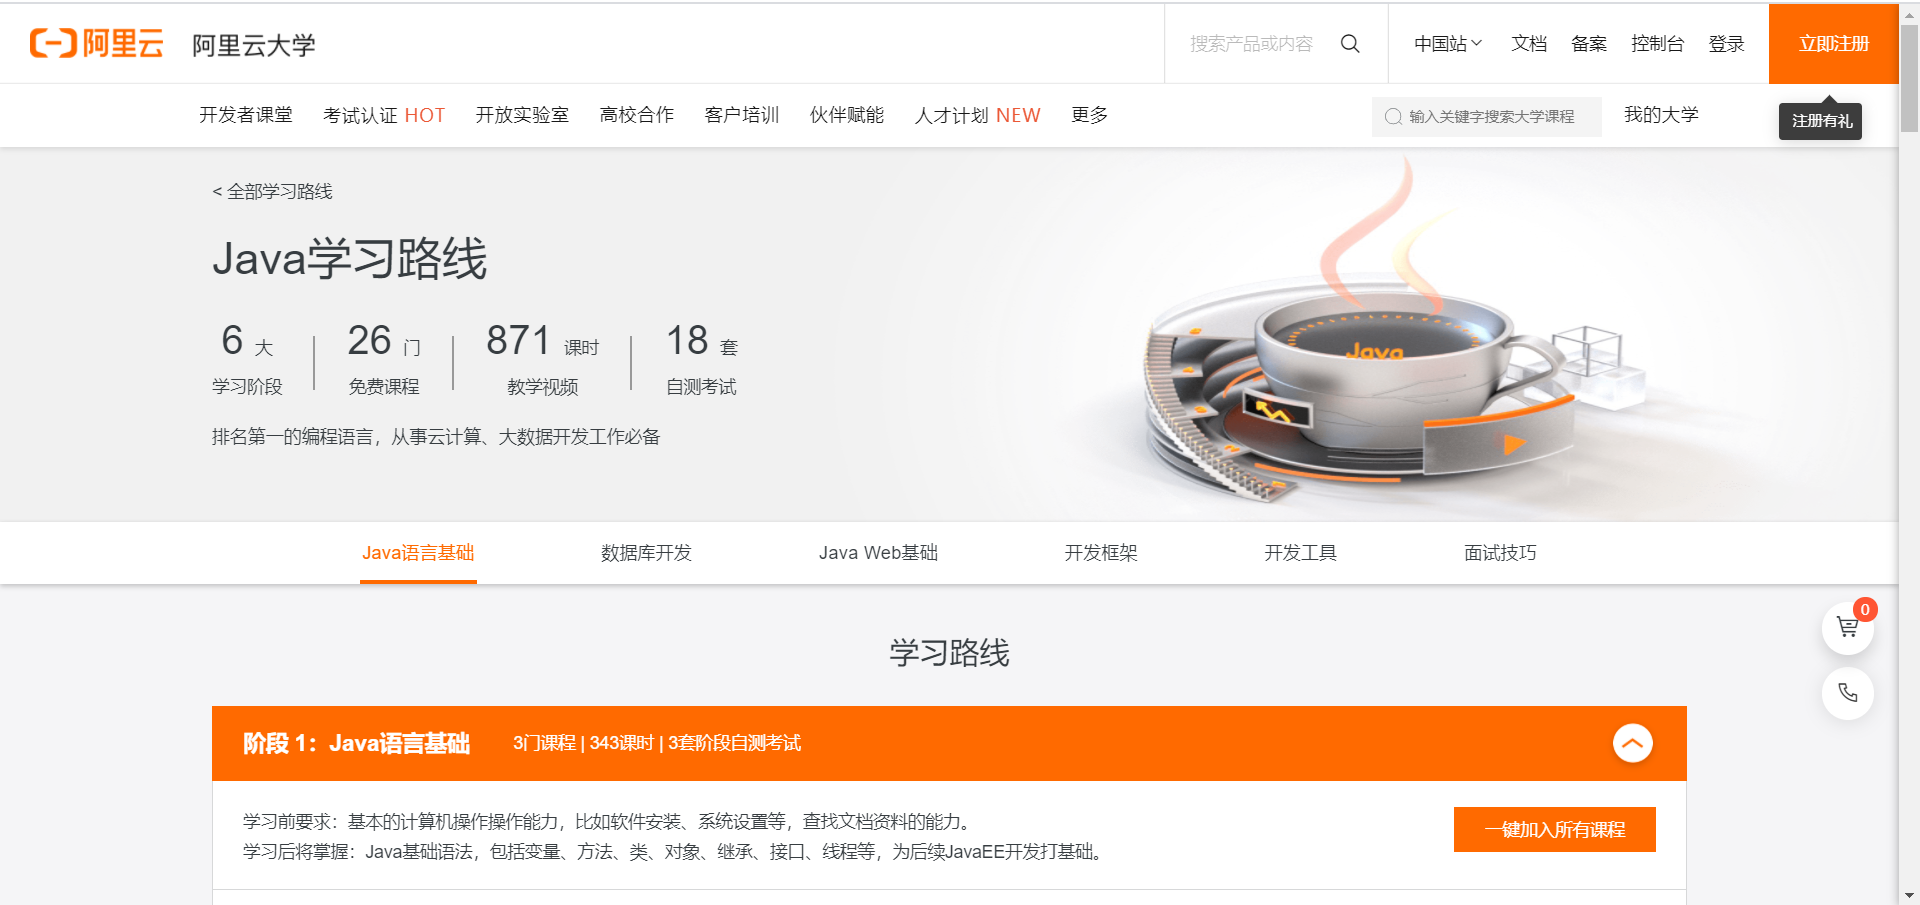 阿里云 阿里云大学 搜索产品或内容 中国站 文档 备案 控制台 登录 立即注册
开发者课堂 考试认证 HOT 开放实验室 高校合作 客户培训 伙伴赋能 人才计划 NEW 更多 输入关键字搜索大学课程 我的大学 注册有礼
< 全部学习路线
Java学习路线
6 大 26 门 871 课时 18 套
学习阶段 免费课程 教学视频 自测考试
排名第一的编程语言，从事云计算、大数据开发工作必备
Java
Java语言基础 数据库开发 Java Web基础 开发框架 开发工具 面试技巧
0
学习路线
阶段 1：Java语言基础 3门课程 | 343课时 | 3套阶段自测考试
学习前要求：基本的计算机操作操作能力，比如软件安装、系统设置等，查找文档资料的能力。
学习后将掌握：Java基础语法，包括变量、方法、类、对象、继承、接口、线程等，为后续JavaEE开发打基础。
一键加入所有课程